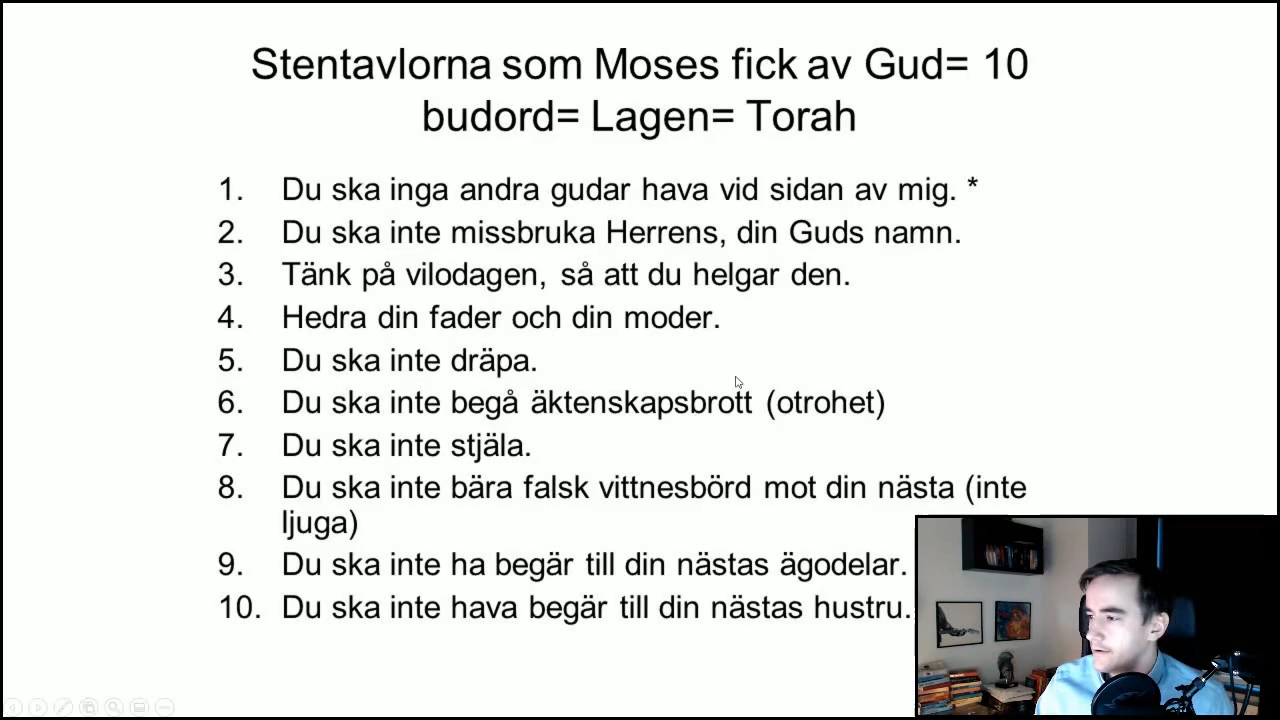 Stentavlorna som Moses fick av Gud= 10
budord= Lagen= Torah
1. Du ska inga andra gudar hava vid sidan av mig. *
2. Du ska inte missbruka Herrens, din Guds namn.
3. Tänk på vilodagen, så att du helgar den.
4. Hedra din fader och din moder.
5. Du ska inte dräpa.
6. Du ska inte begå äktenskapsbrott (otrohet)
7. Du ska inte stjäla.
8. Du ska inte bära falsk vittnesbörd mot din nästa (inte
ljuga)
9. Du ska inte ha begär till din nästas ägodelar.
10. Du ska inte hava begär till din nästas hustru.